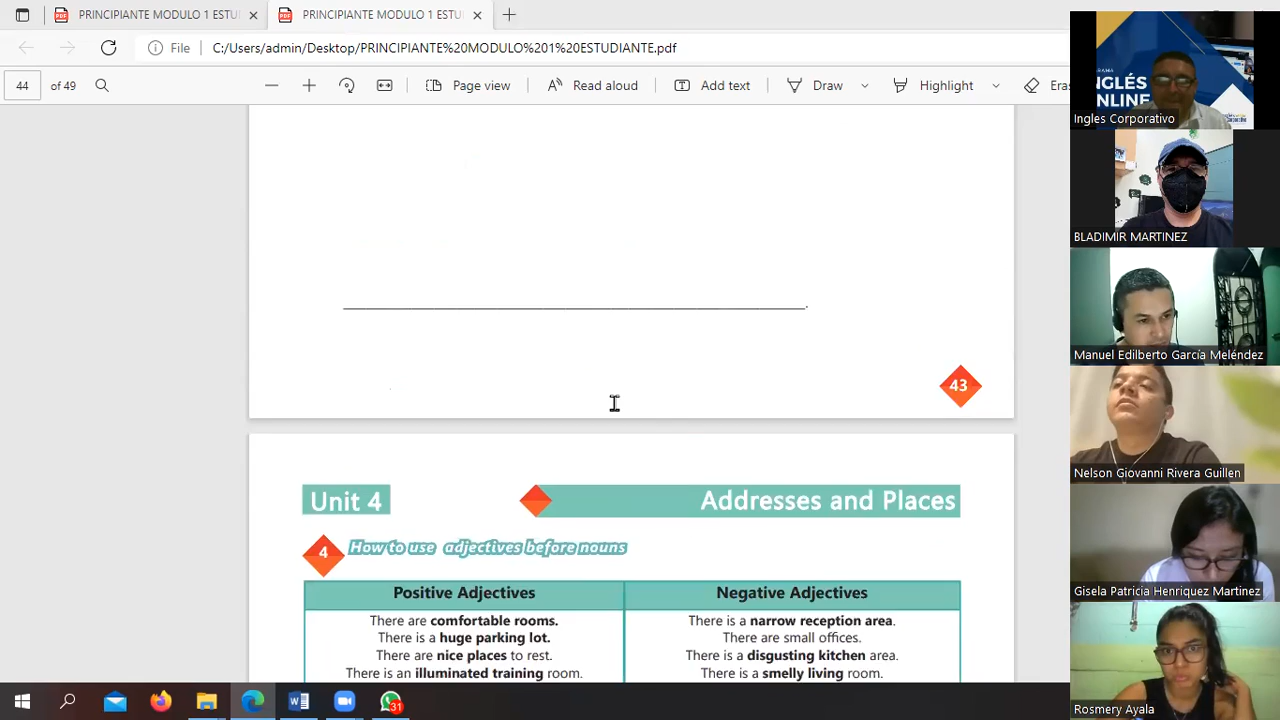 PRINCIPIANTE MODULO 1 ESTU
PRINCIPIANTE MODULO 1 ESTU
File
C:/Users/admin/Desktop/PRINCIPIANTE%20MODULO%201%20ESTUDIANTE.pdf
44 of 49
Page view
Read aloud
Add text
Draw
Highlight
Eras
43
Unit 4
Addresses and Places
4
How to use adjectives before nouns
Positive Adjectives
Negative Adjectives
There are comfortable rooms.
There is a narrow reception area.
There is a huge parking lot.
There are small offices.
There are nice places to rest.
There is a disgusting kitchen area.
There is an illuminated training room.
There is a smelly living room.
31
NGLÉS
NLINE
Ingles Corporativo
BLADIMIR MARTINEZ
Manuel Edilberto García Meléndez
Nelson Giovanni Rivera Guillen
Gisela Patricia Henriquez Martinez
Rosmery Ayala